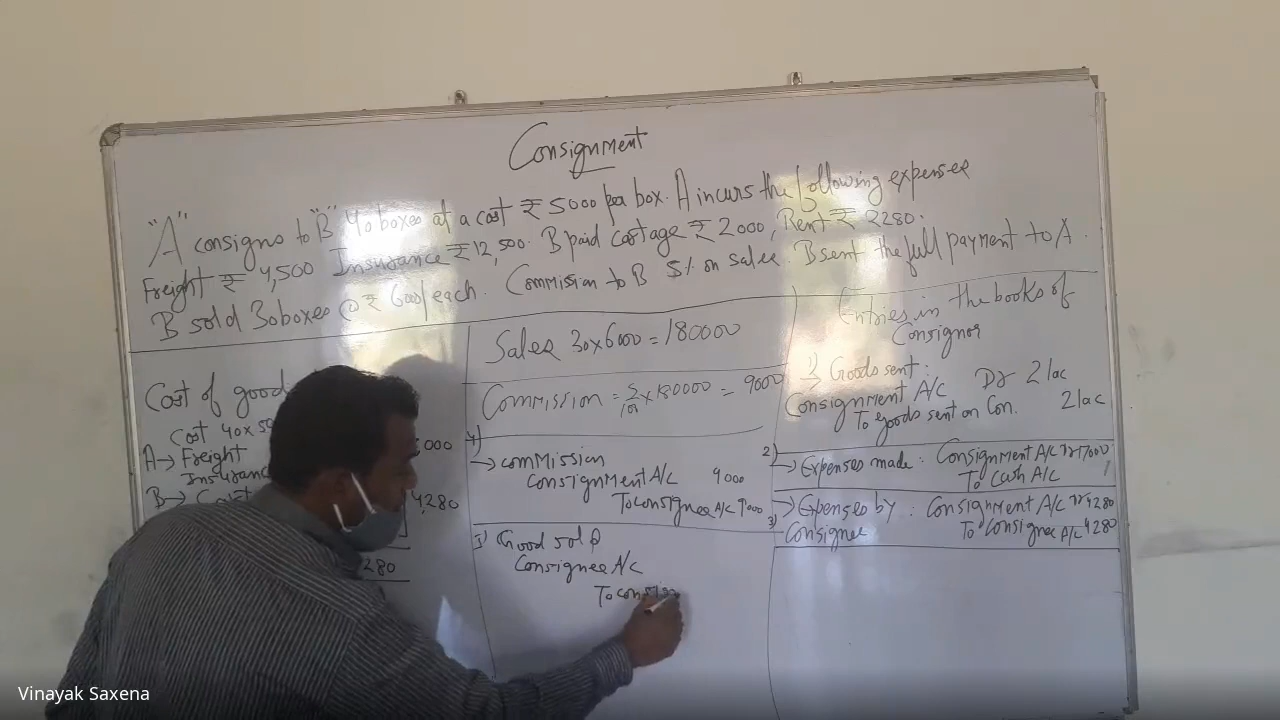 Consignment
"A" consigns to "B" 40 boxes at a cost ₹ 5000 per box. A incurs the following expenses
Freight ₹ 4,500 Insurance ₹ 12,500. B paid cartage ₹ 2000, Rent ₹ 2280.
B sold 30 boxes @ ₹ 6000/each. Commission to B 5% on sales. B sent the full payment to A.
Cost of good
Cost 40x50
A→ Freight
Insuranc
000
B→ Cart
4,280
280
Sales 30x6000 = 180000
Commission = 5/100 x 180000 = 9000
4)
→ commission
Consignment A/c 9000
To consignee A/c 9000
5) Good sold
Consignee A/c
To consign
Entries in the books of
Consignor
1)
→ Goods sent:
Consignment A/C Dr 2 lac
To goods sent on Con. 2 lac
2)
→ Expenses made: Consignment A/C Dr 17000
To Cash A/C
3)
→ Expenses by : Consignment A/C Dr 4280
Consignee To Consignee A/c 4280
Vinayak Saxena